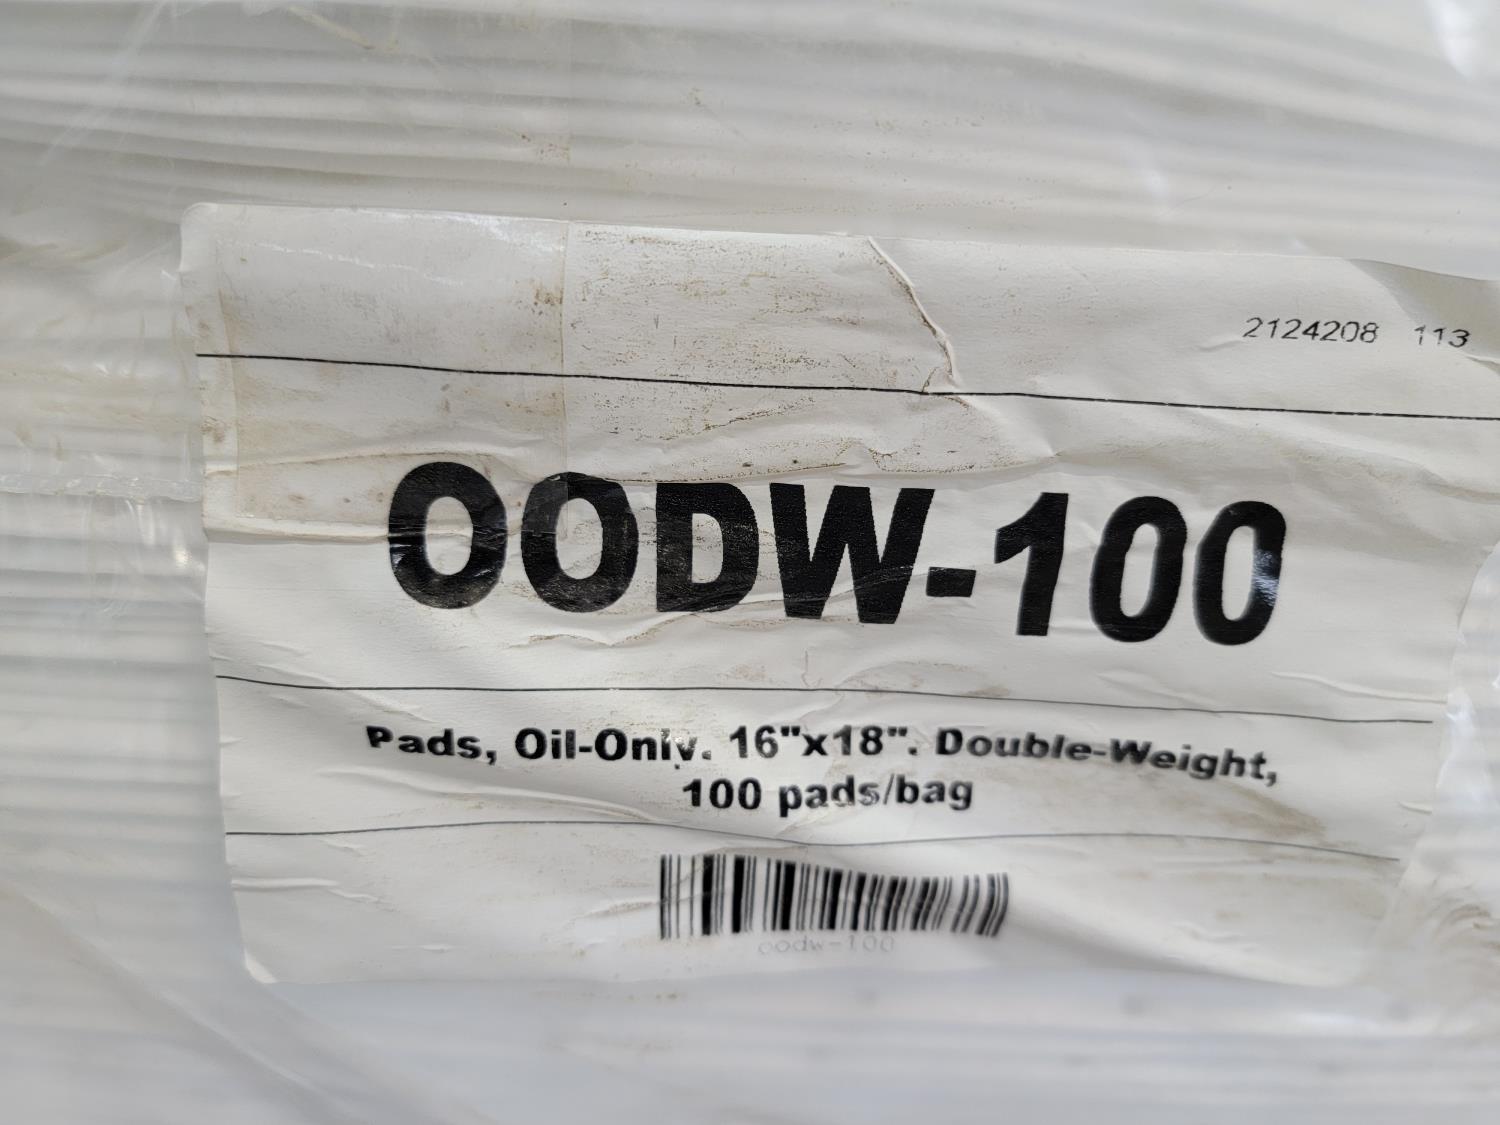 2124208 113
OODW-100
Pads, Oil-Only. 16"x18". Double-Weight,
100 pads/bag
oodw-100